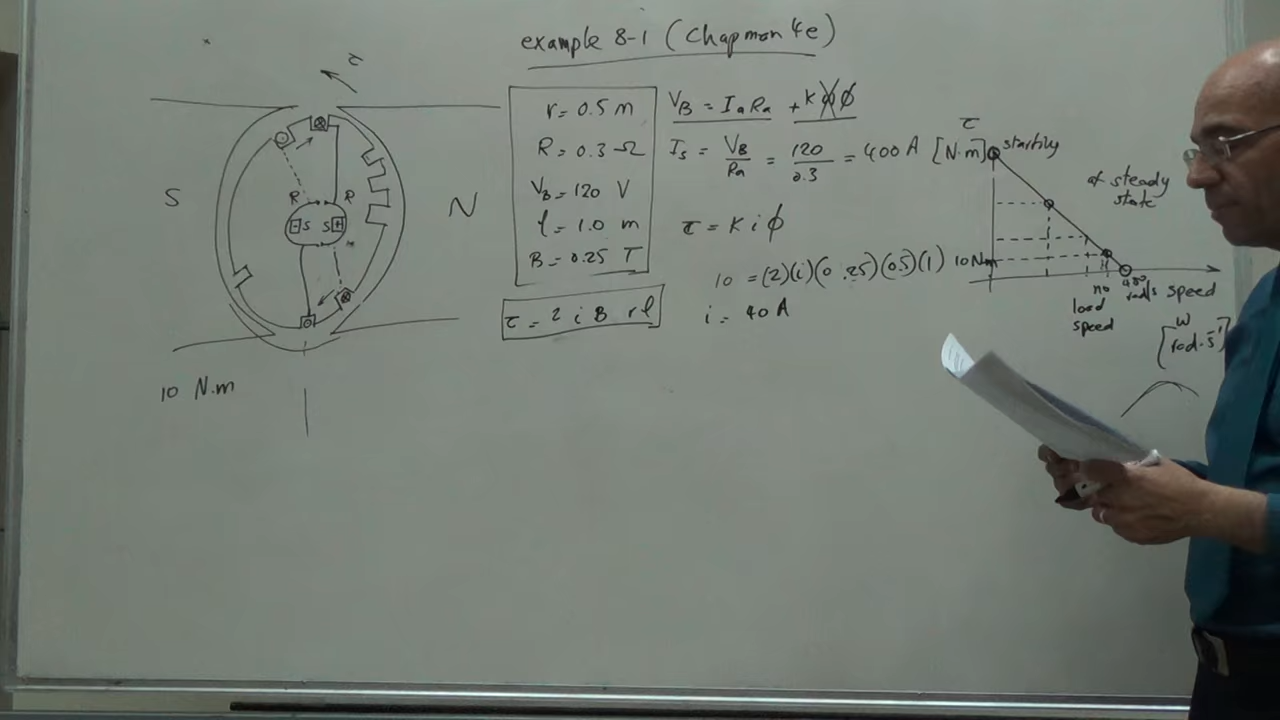 example 8-1 (Chapman 4e)
τ
S
N
R R
S S
10 N.m
r = 0.5 m
R = 0.3 Ω
V_B = 120 V
l = 1.0 m
B = 0.25 T
τ = 2 i B r l
V_B = I_a R_a + K ϕ
I_s = V_B / R_a = 120 / 0.3 = 400 A
τ = K i ϕ
10 = (2)(i)(0.25)(0.5)(1)
i = 40 A
τ
[N.m]
starting
at steady
state
10 N.m
no
load
speed
480
rad/s
speed
ω
[rad.s⁻¹]